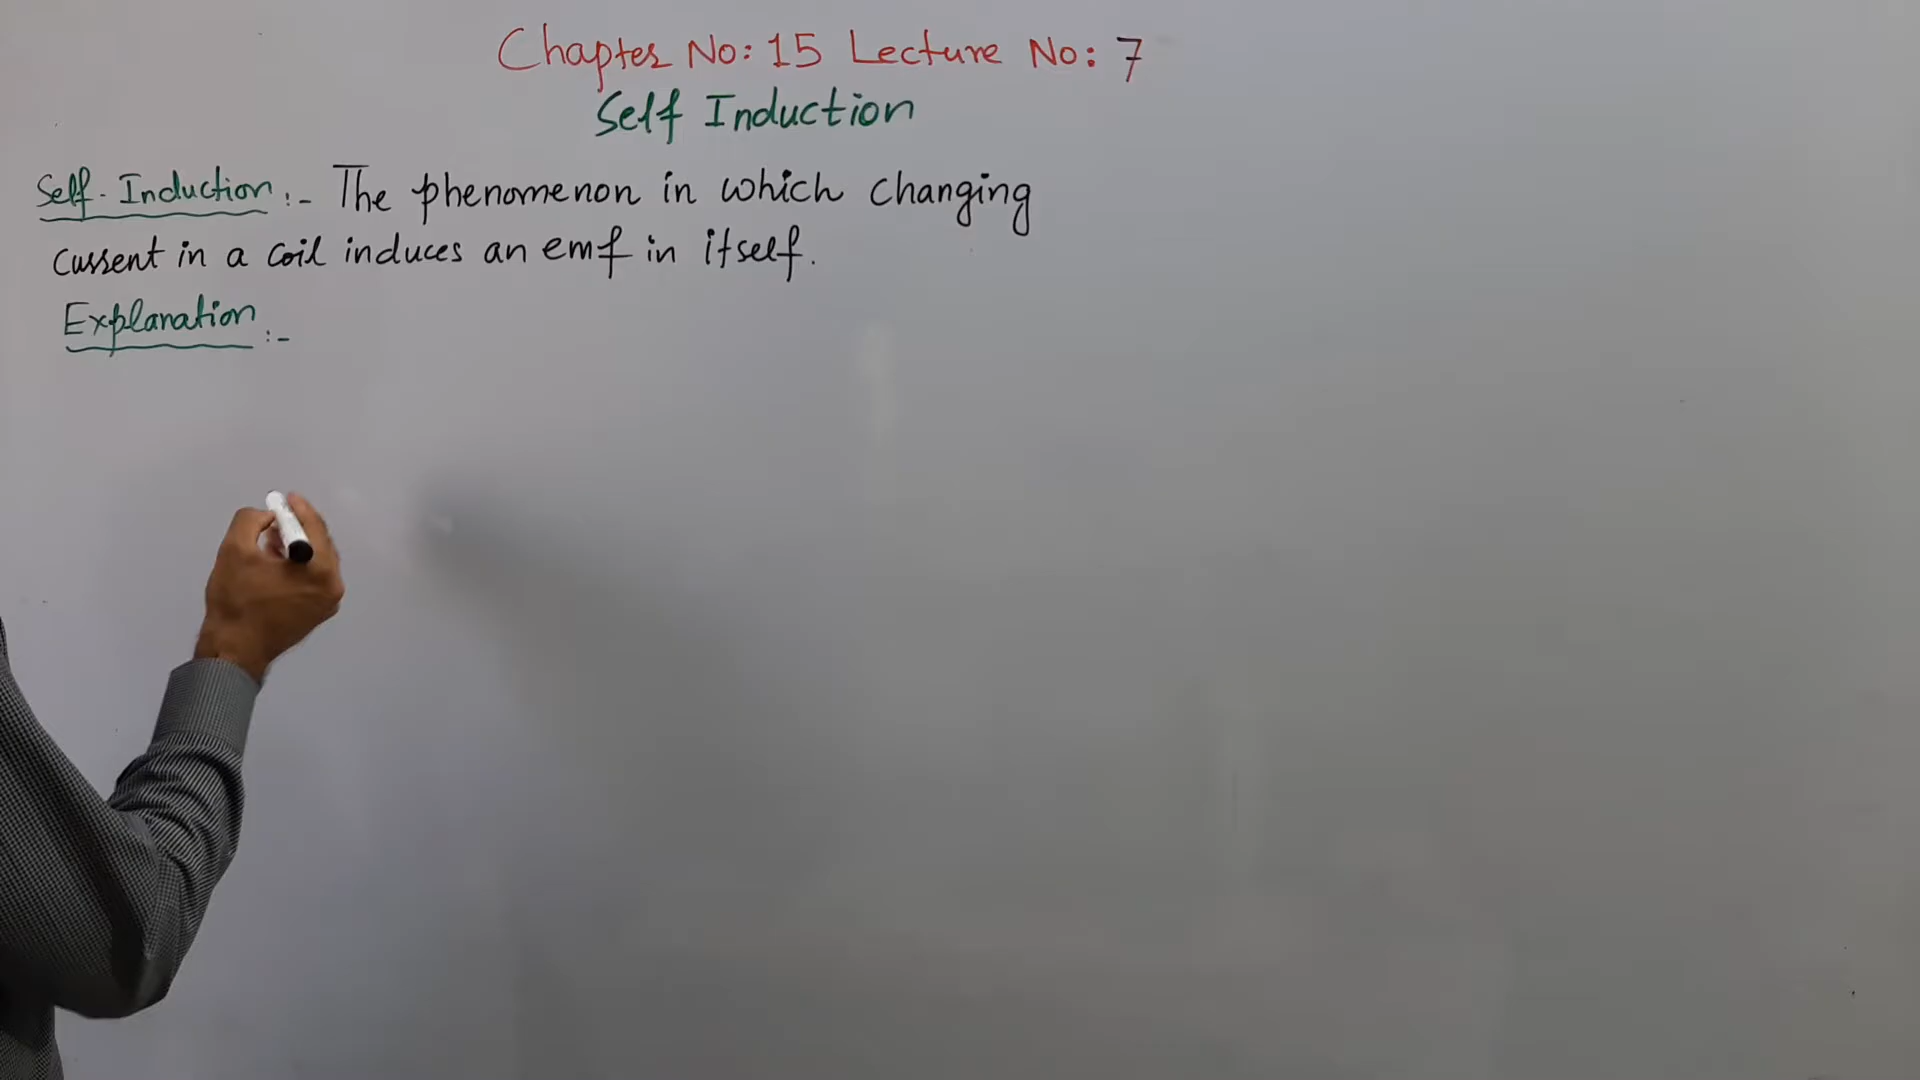 Chapter No: 15 Lecture No: 7
Self Induction
Self-Induction :- The phenomenon in which changing
current in a coil induces an emf in itself.
Explanation :-